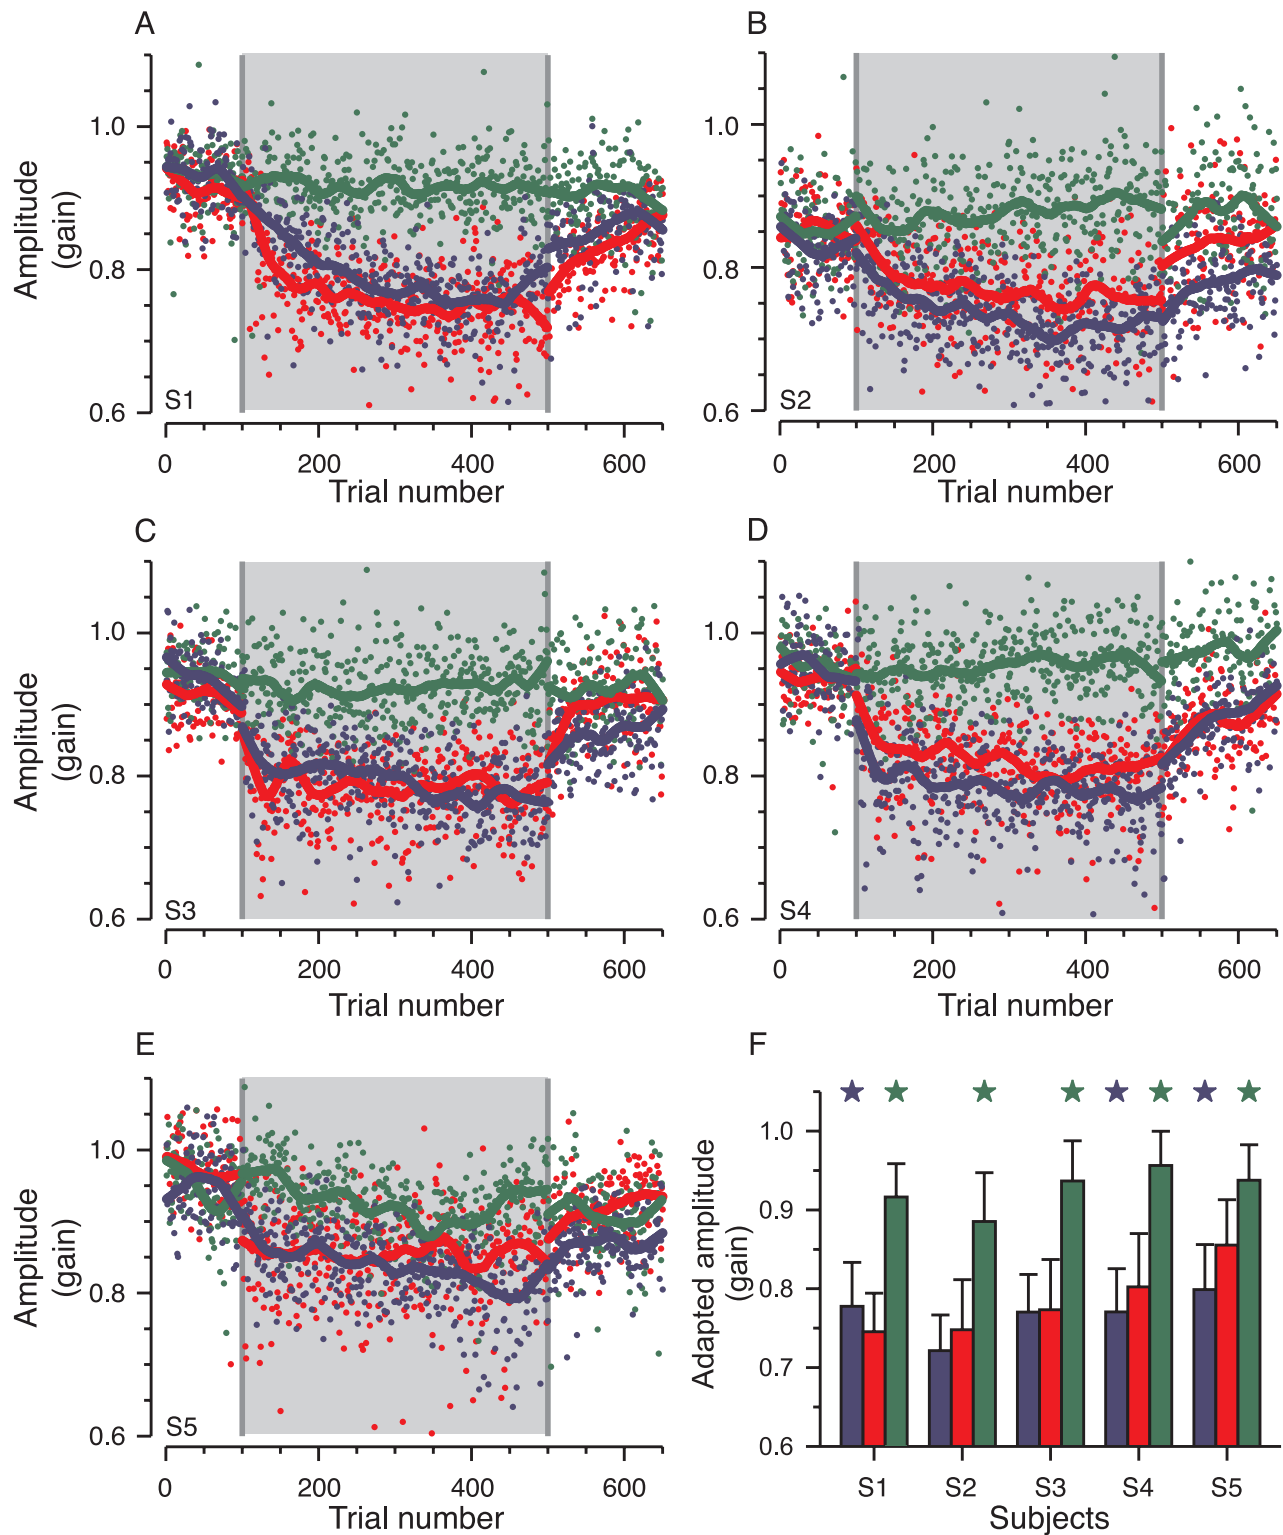 A
Amplitude
(gain)
1.0
0.8
0.6
S1
0 200 400 600
Trial number
B
Amplitude
(gain)
1.0
0.8
0.6
S2
0 200 400 600
Trial number
C
Amplitude
(gain)
1.0
0.8
0.6
S3
0 200 400 600
Trial number
D
Amplitude
(gain)
1.0
0.8
0.6
S4
0 200 400 600
Trial number
E
Amplitude
(gain)
1.0
0.8
0.6
S5
0 200 400 600
Trial number
F
Adapted amplitude
(gain)
1.0
0.9
0.8
0.7
0.6
S1 S2 S3 S4 S5
Subjects